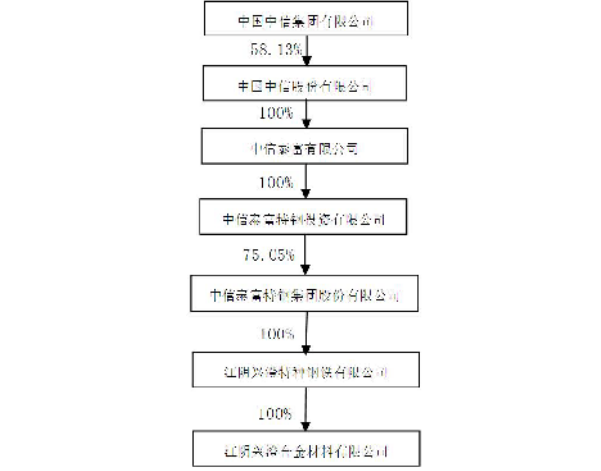 中国中信集团有限公司
58.13%
中国中信股份有限公司
100%
中信泰富有限公司
100%
中信泰富特钢投资有限公司
75.05%
中信泰富特钢集团股份有限公司
100%
江阴兴澄特种钢铁有限公司
100%
江阴兴澄合金材料有限公司